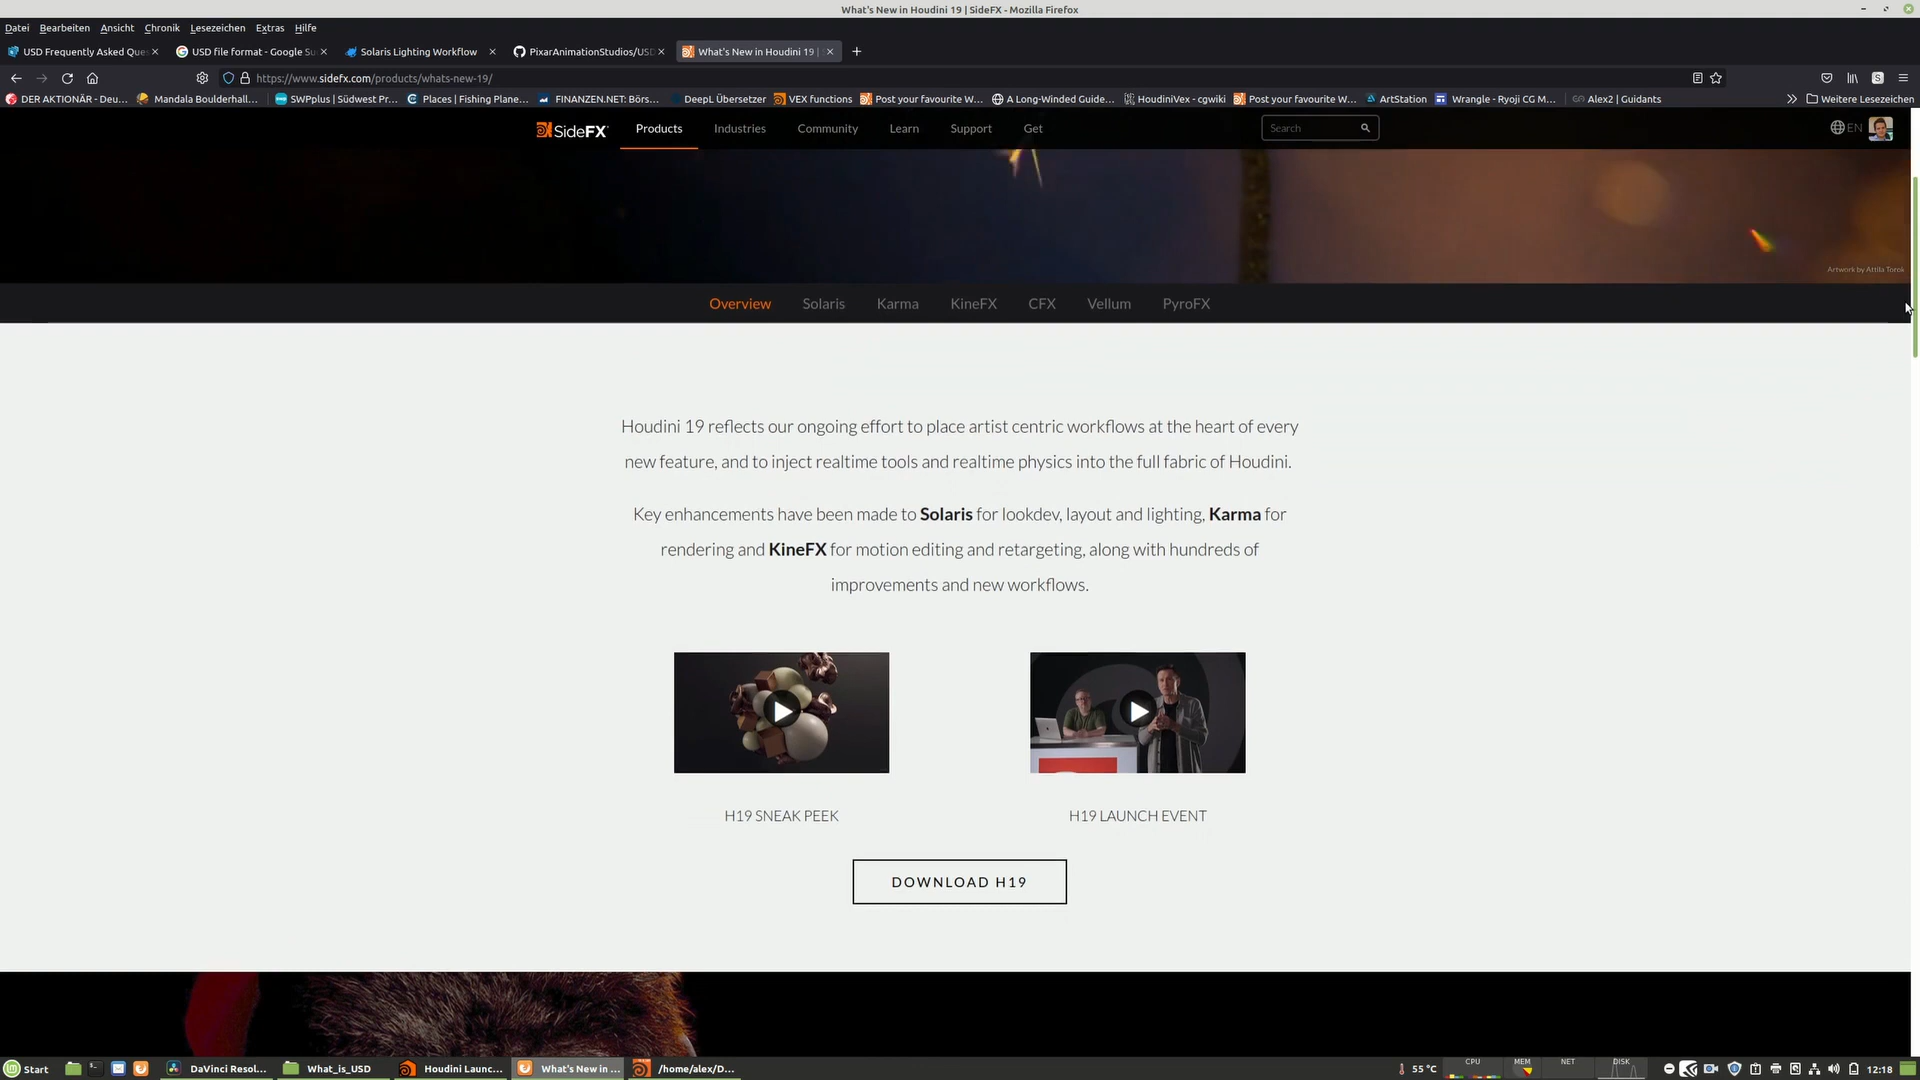 What's New in Houdini 19 | SideFX - Mozilla Firefox
Datei Bearbeiten Ansicht Chronik Lesezeichen Extras Hilfe
USD Frequently Asked Que
USD file format - Google Su
Solaris Lighting Workflow
PixarAnimationStudios/USD
What's New in Houdini 19 |
https://www.sidefx.com/products/whats-new-19/
DER AKTIONÄR - Deu...
Mandala Boulderhall...
SWPplus | Südwest Pr...
Places | Fishing Plane...
FINANZEN.NET: Börs...
DeepL Übersetzer
VEX functions
Post your favourite W...
A Long-Winded Guide...
HoudiniVex - cgwiki
Post your favourite W...
ArtStation
Wrangle - Ryoji CG M...
Alex2 | Guidants
Weitere Lesezeichen
SideFX
Products
Industries
Community
Learn
Support
Get
Search
EN
Artwork by Attila Torok
Overview
Solaris
Karma
KineFX
CFX
Vellum
PyroFX
Houdini 19 reflects our ongoing effort to place artist centric workflows at the heart of every
new feature, and to inject realtime tools and realtime physics into the full fabric of Houdini.
Key enhancements have been made to Solaris for lookdev, layout and lighting, Karma for
rendering and KineFX for motion editing and retargeting, along with hundreds of
improvements and new workflows.
H19 SNEAK PEEK
H19 LAUNCH EVENT
DOWNLOAD H19
Start
DaVinci Resol...
What_is_USD
Houdini Launc...
What's New in ...
/home/alex/D...
55 °C
CPU
MEM
NET
DISK
12:18